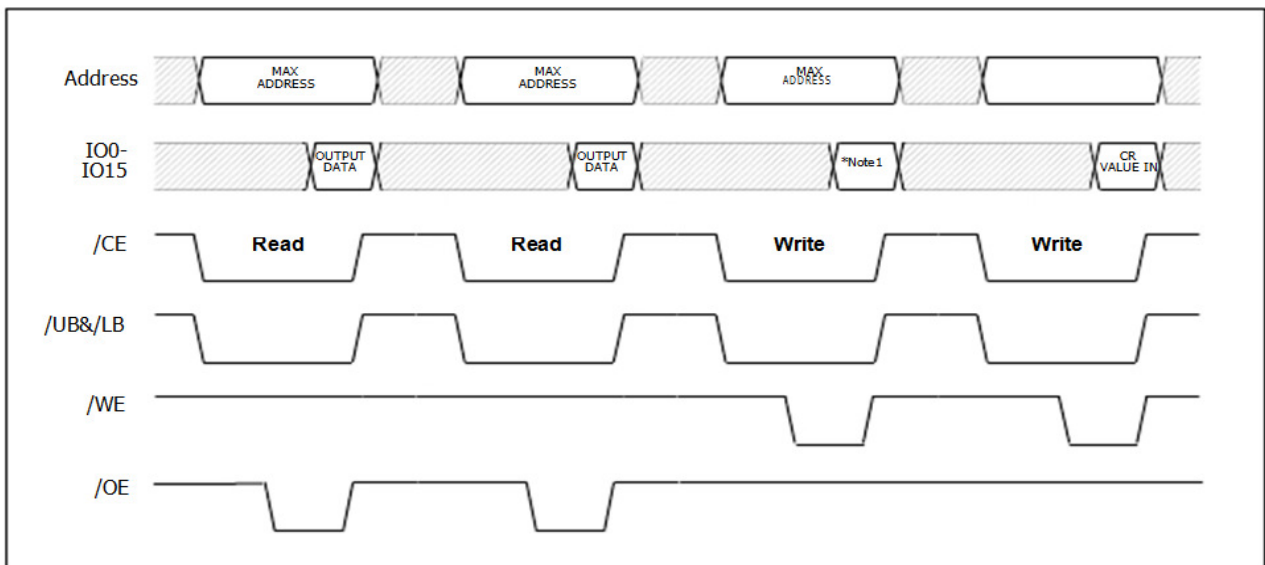 Address
MAX
ADDRESS
MAX
ADDRESS
MAX
ADDRESS
IO0-
IO15
OUTPUT
DATA
OUTPUT
DATA
*Note1
CR
VALUE IN
/CE
Read
Read
Write
Write
/UB&/LB
/WE
/OE